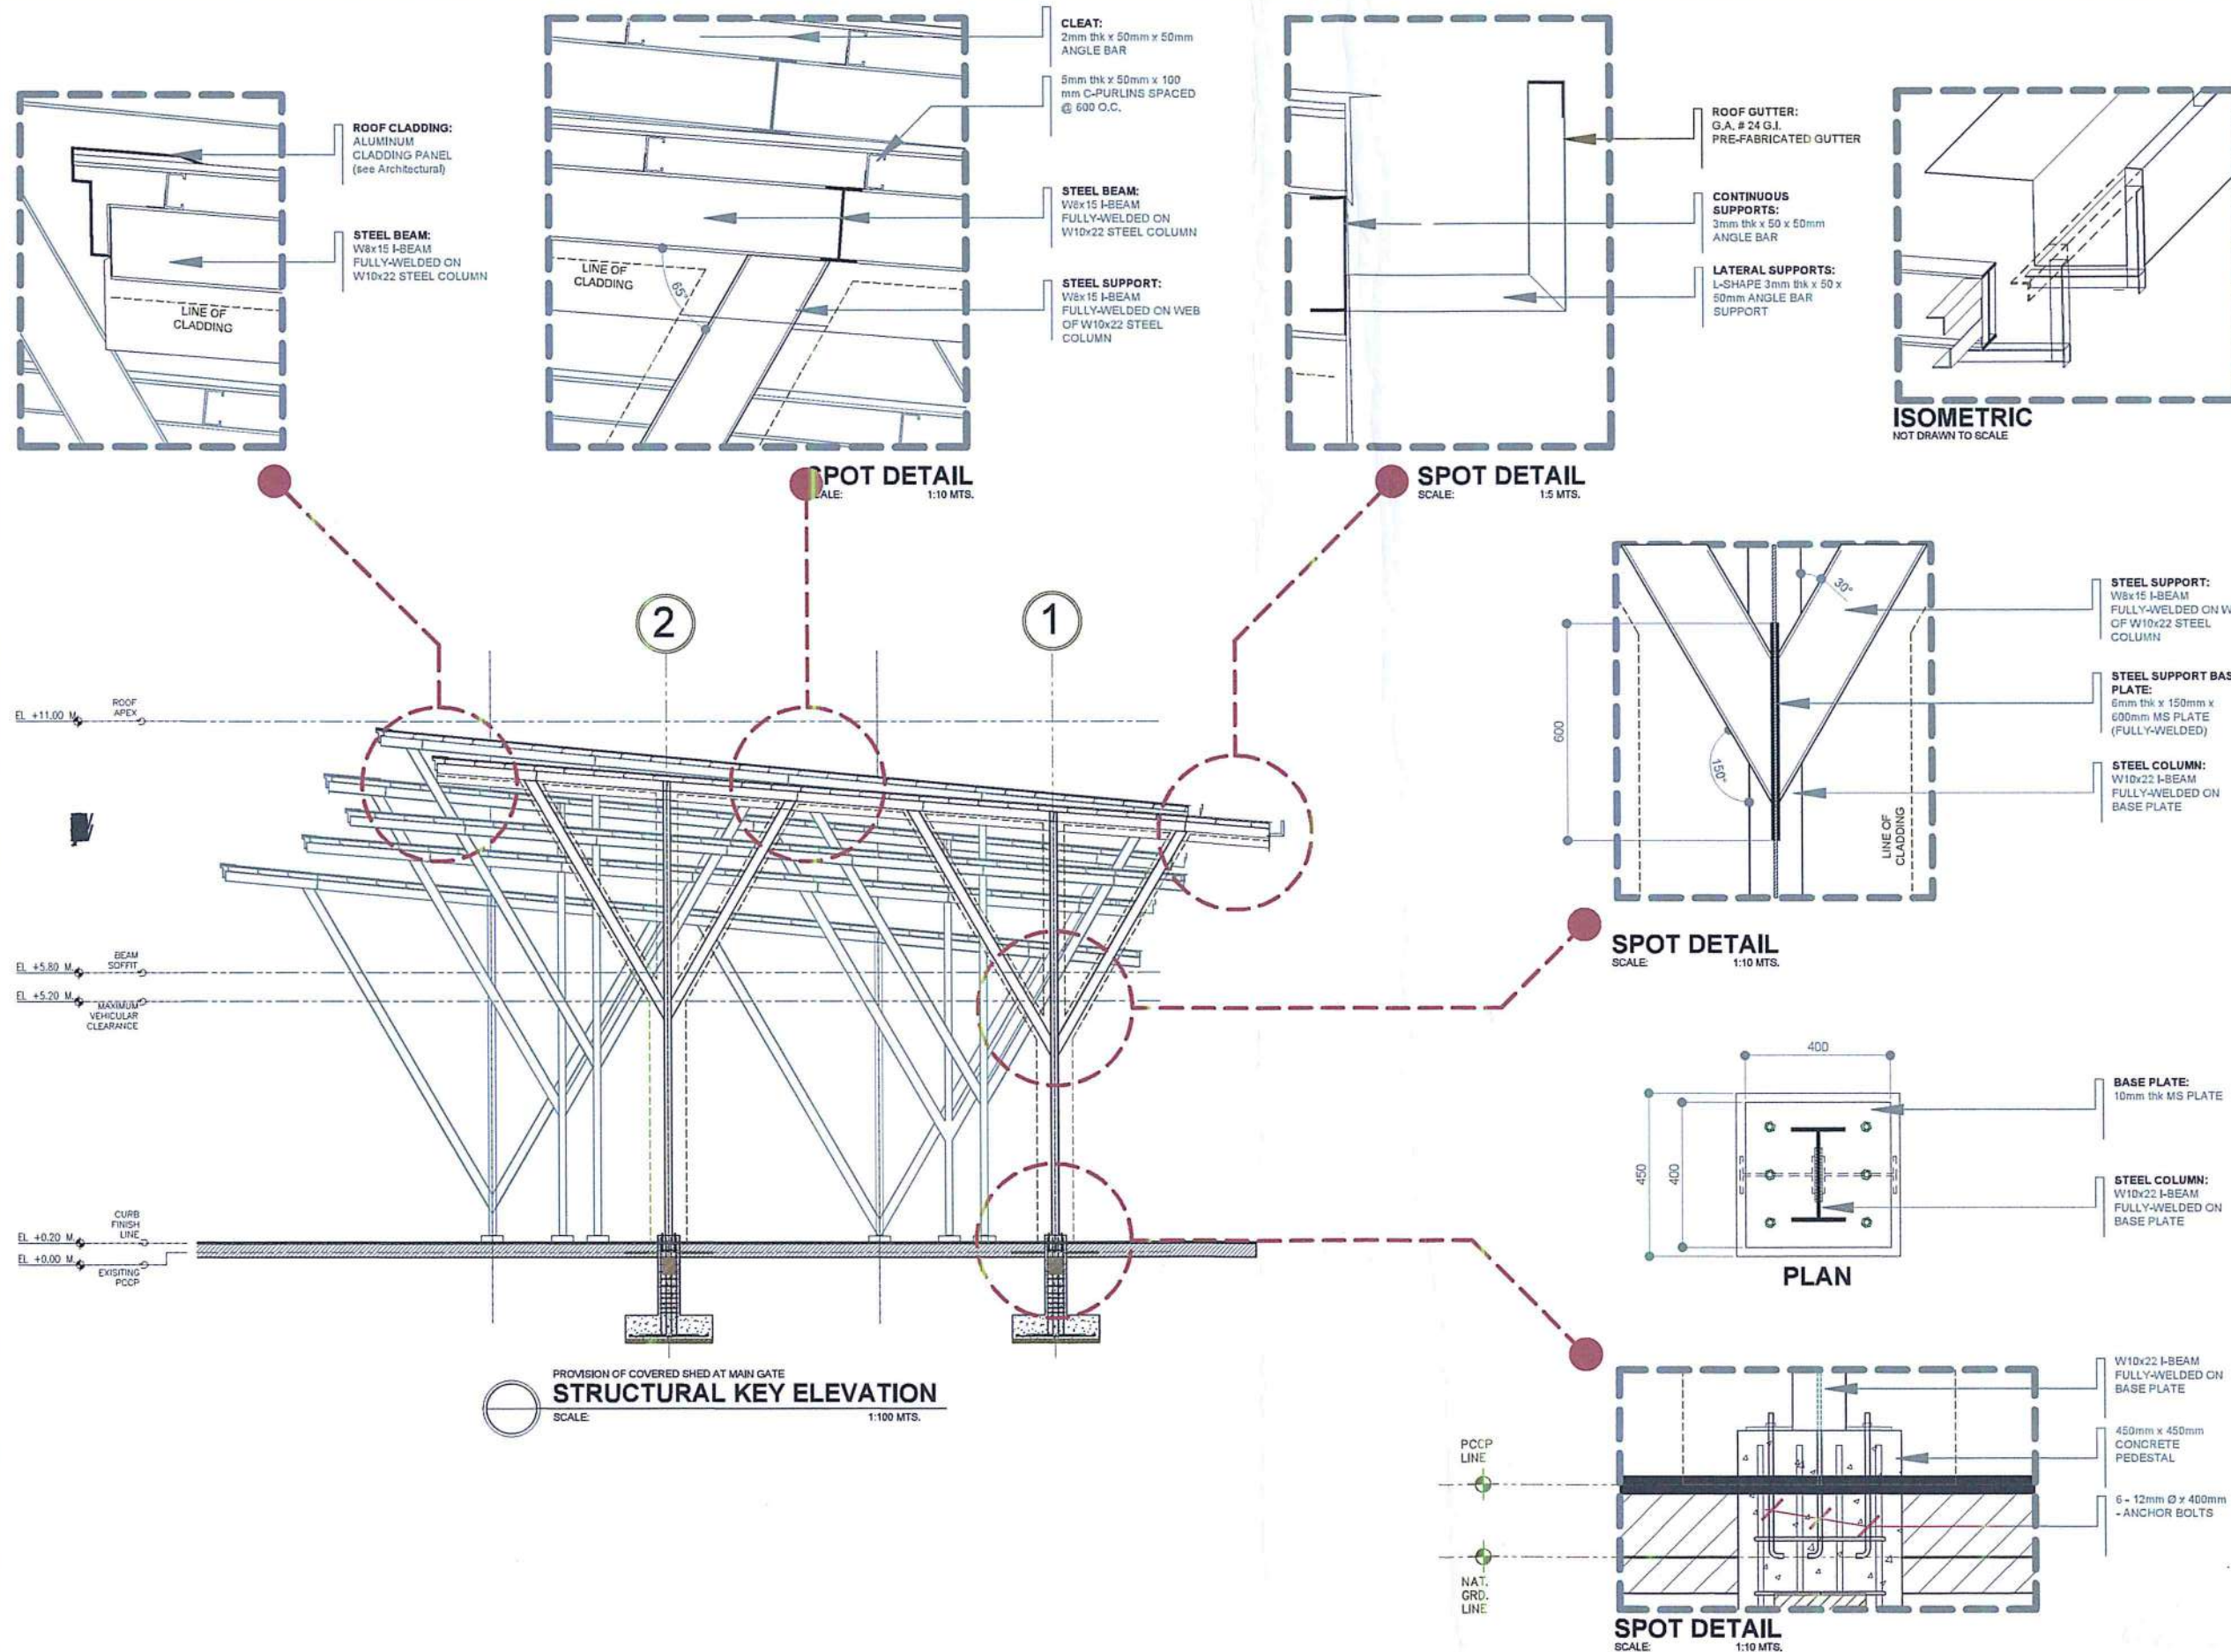 ROOF CLADDING:
ALUMINUM
CLADDING PANEL
(see Architectural)
STEEL BEAM:
W8x15 I-BEAM
FULLY-WELDED ON
W10x22 STEEL COLUMN
LINE OF
CLADDING
CLEAT:
2mm thk x 50mm x 50mm
ANGLE BAR
5mm thk x 50mm x 100
mm C-PURLINS SPACED
@ 600 O.C.
STEEL BEAM:
W8x15 I-BEAM
FULLY-WELDED ON
W10x22 STEEL COLUMN
STEEL SUPPORT:
W8x15 I-BEAM
FULLY-WELDED ON WEB
OF W10x22 STEEL
COLUMN
LINE OF
CLADDING
65°
SPOT DETAIL
SCALE: 1:10 MTS.
ROOF GUTTER:
G.A. # 24 G.I.
PRE-FABRICATED GUTTER
CONTINUOUS
SUPPORTS:
3mm thk x 50 x 50mm
ANGLE BAR
LATERAL SUPPORTS:
L-SHAPE 3mm thk x 50 x
50mm ANGLE BAR
SUPPORT
SPOT DETAIL
SCALE: 1:5 MTS.
ISOMETRIC
NOT DRAWN TO SCALE
2
1
EL +11.00 M.
ROOF
APEX
EL +5.80 M.
BEAM
SOFFIT
EL +5.20 M.
MAXIMUM
VEHICULAR
CLEARANCE
CURB
FINISH
LINE
EL +0.20 M.
EL +0.00 M.
EXISITING
PCCP
PROVISION OF COVERED SHED AT MAIN GATE
STRUCTURAL KEY ELEVATION
SCALE: 1:100 MTS.
30°
600
150°
LINE OF
CLADDING
STEEL SUPPORT:
W8x15 I-BEAM
FULLY-WELDED ON W
OF W10x22 STEEL
COLUMN
STEEL SUPPORT BAS
PLATE:
6mm thk x 150mm x
600mm MS PLATE
(FULLY-WELDED)
STEEL COLUMN:
W10x22 I-BEAM
FULLY-WELDED ON
BASE PLATE
SPOT DETAIL
SCALE: 1:10 MTS.
400
450
400
BASE PLATE:
10mm thk MS PLATE
STEEL COLUMN:
W10x22 I-BEAM
FULLY-WELDED ON
BASE PLATE
PLAN
W10x22 I-BEAM
FULLY-WELDED ON
BASE PLATE
450mm x 450mm
CONCRETE
PEDESTAL
6 - 12mm Ø x 400mm
- ANCHOR BOLTS
PCCP
LINE
NAT.
GRD.
LINE
SPOT DETAIL
SCALE: 1:10 MTS.